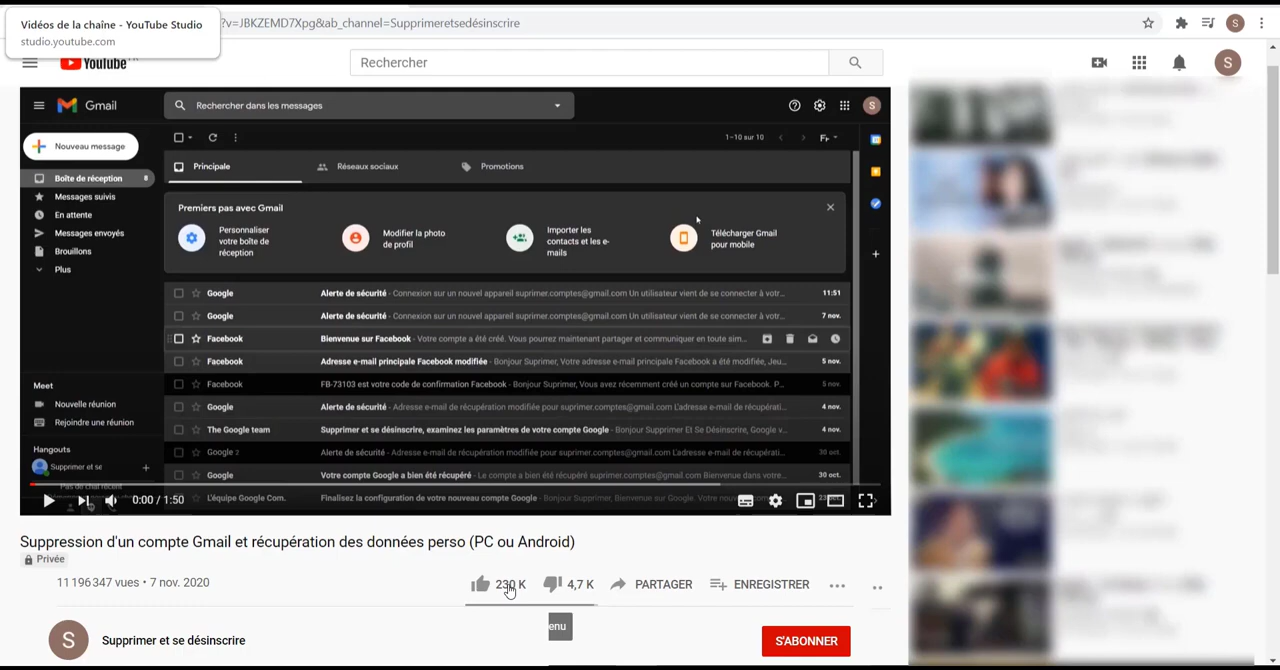 Vidéos de la chaîne - YouTube Studio
studio.youtube.com
?v=JBKZEMD7Xpg&ab_channel=Supprimeretsedésinscrire
S
YouTube
Rechercher
S
Gmail
Rechercher dans les messages
S
Nouveau message
1–10 sur 10
Principale
Réseaux sociaux
Promotions
Boîte de réception 8
Messages suivis
En attente
Messages envoyés
Brouillons
Plus
Premiers pas avec Gmail
Personnaliser
votre boîte de
réception
Modifier la photo
de profil
Importer les
contacts et les e-
mails
Télécharger Gmail
pour mobile
Google Alerte de sécurité - Connexion sur un nouvel appareil suprimer.comptes@gmail.com Un utilisateur vient de se connecter à votr... 11:51
Google Alerte de sécurité - Connexion sur un nouvel appareil suprimer.comptes@gmail.com Un utilisateur vient de se connecter à votr... 7 nov.
Facebook Bienvenue sur Facebook - Votre compte a été créé. Vous pourrez maintenant partager et communiquer en toute sim...
Facebook Adresse e-mail principale Facebook modifiée - Bonjour Suprimer, Votre adresse e-mail principale Facebook a été modifiée, Jeu... 5 nov.
Facebook FB-73103 est votre code de confirmation Facebook - Bonjour Suprimer, Vous avez récemment créé un compte sur Facebook. P... 5 nov.
Google Alerte de sécurité - Adresse e-mail de récupération modifiée pour suprimer.comptes@gmail.com L'adresse e-mail de récupérati... 4 nov.
The Google team Supprimer et se désinscrire, examinez les paramètres de votre compte Google - Bonjour Supprimer Et Se Désinscrire, Google v... 4 nov.
Google 2 Alerte de sécurité - Adresse e-mail de récupération modifiée pour suprimer.comptes@gmail.com L'adresse e-mail de récupérati... 30 oct.
Google Votre compte Google a bien été récupéré - Le compte a bien été récupéré suprimer.comptes@gmail.com Bienvenue dans votre... 30 oct.
L'équipe Google Com. Finalisez la configuration de votre nouveau compte Google - Bonjour Supprimer, Bienvenue sur Google. Votre nouv
Meet
Nouvelle réunion
Rejoindre une réunion
Hangouts
Supprimer et se
Pas de chat récent
0:00 / 1:50
Suppression d'un compte Gmail et récupération des données perso (PC ou Android)
Privée
11 196 347 vues • 7 nov. 2020
230 K
4,7 K
PARTAGER
ENREGISTRER
enu
S
Supprimer et se désinscrire
S'ABONNER